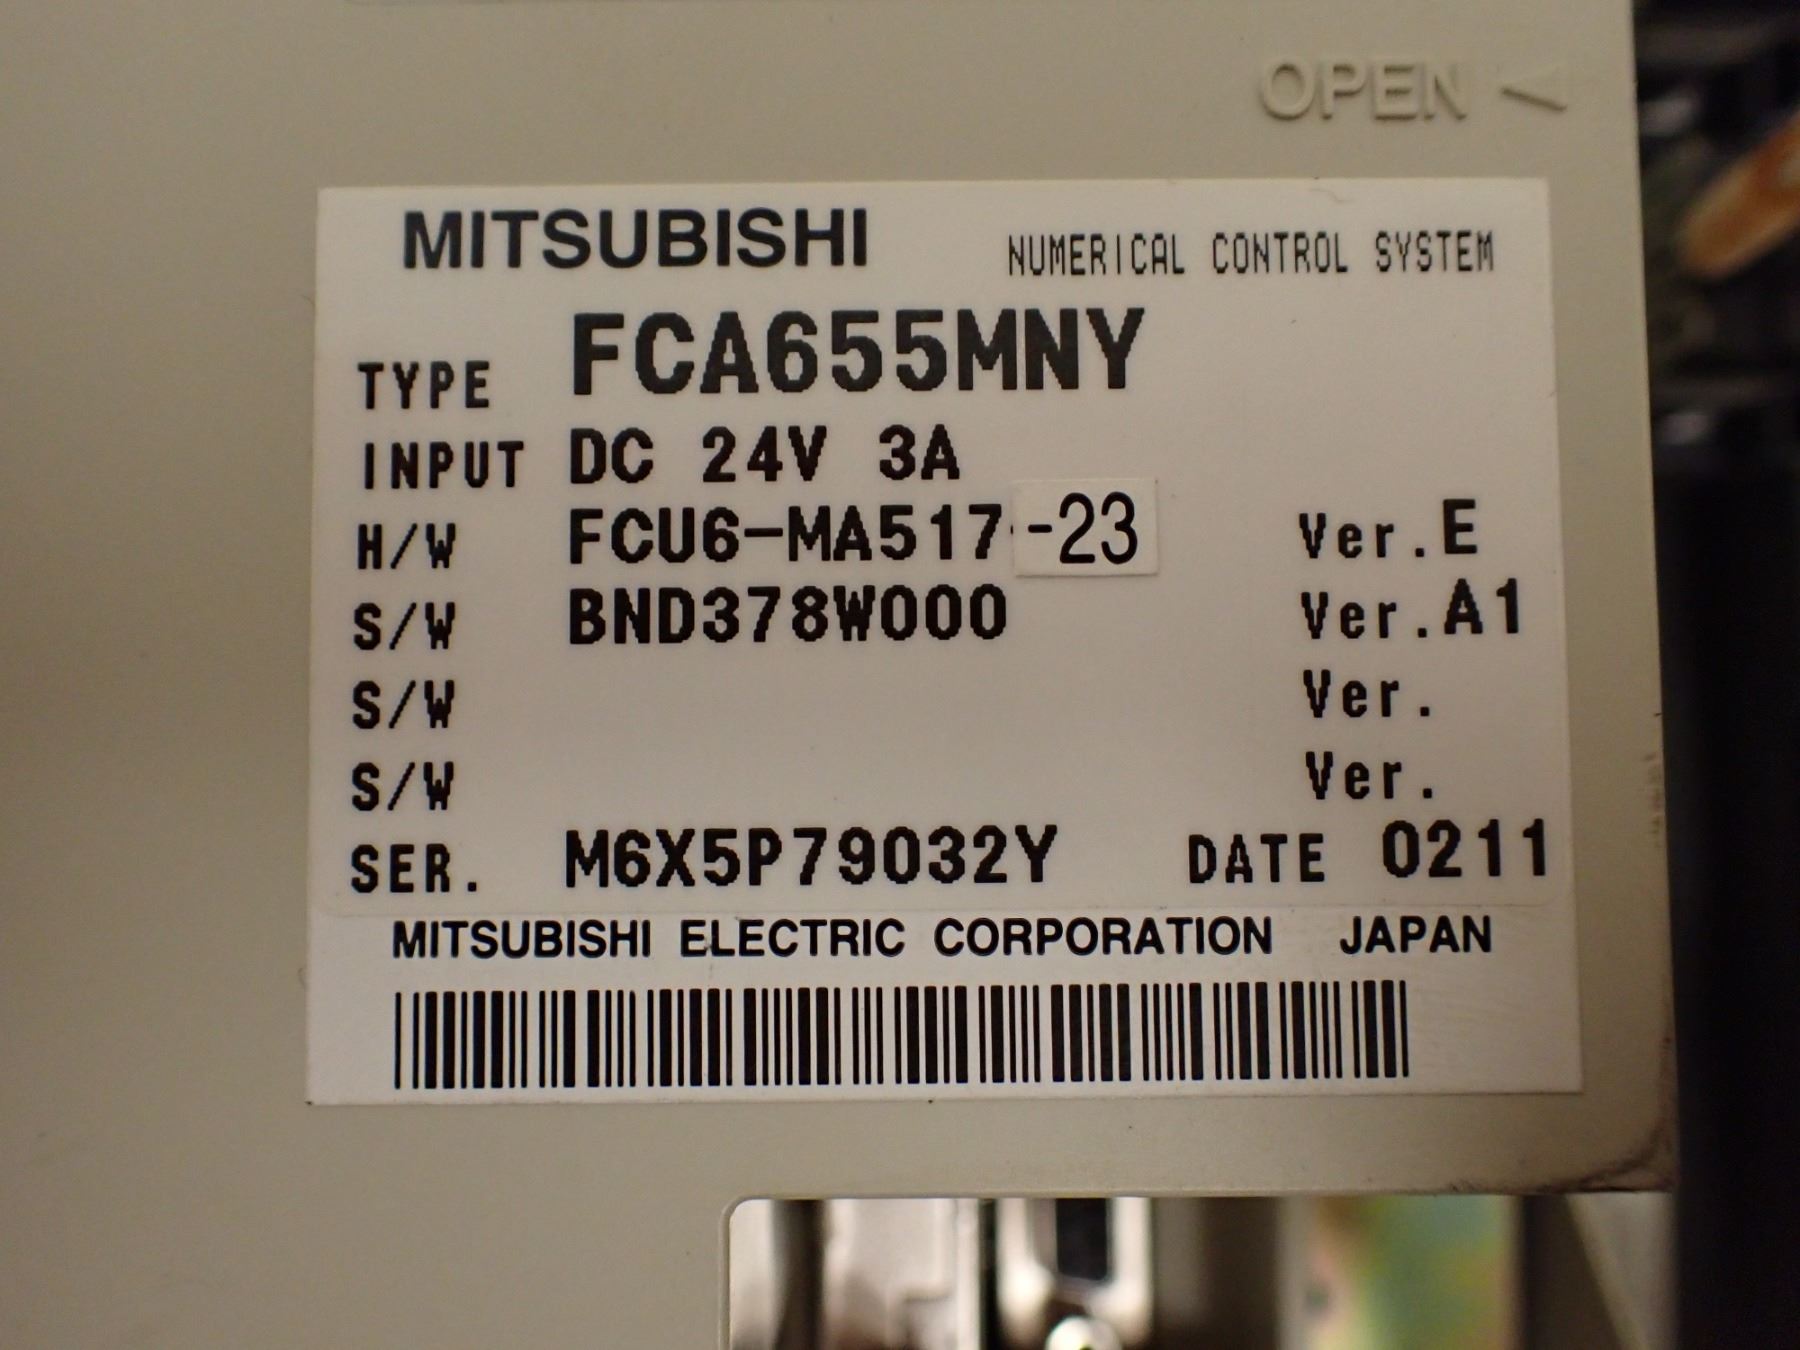 OPEN
MITSUBISHI NUMERICAL CONTROL SYSTEM
TYPE FCA655MNY
INPUT DC 24V 3A
H/W FCU6-MA517-23 Ver.E
S/W BND378W000 Ver.A1
S/W Ver.
S/W Ver.
SER. M6X5P79032Y DATE 0211
MITSUBISHI ELECTRIC CORPORATION JAPAN